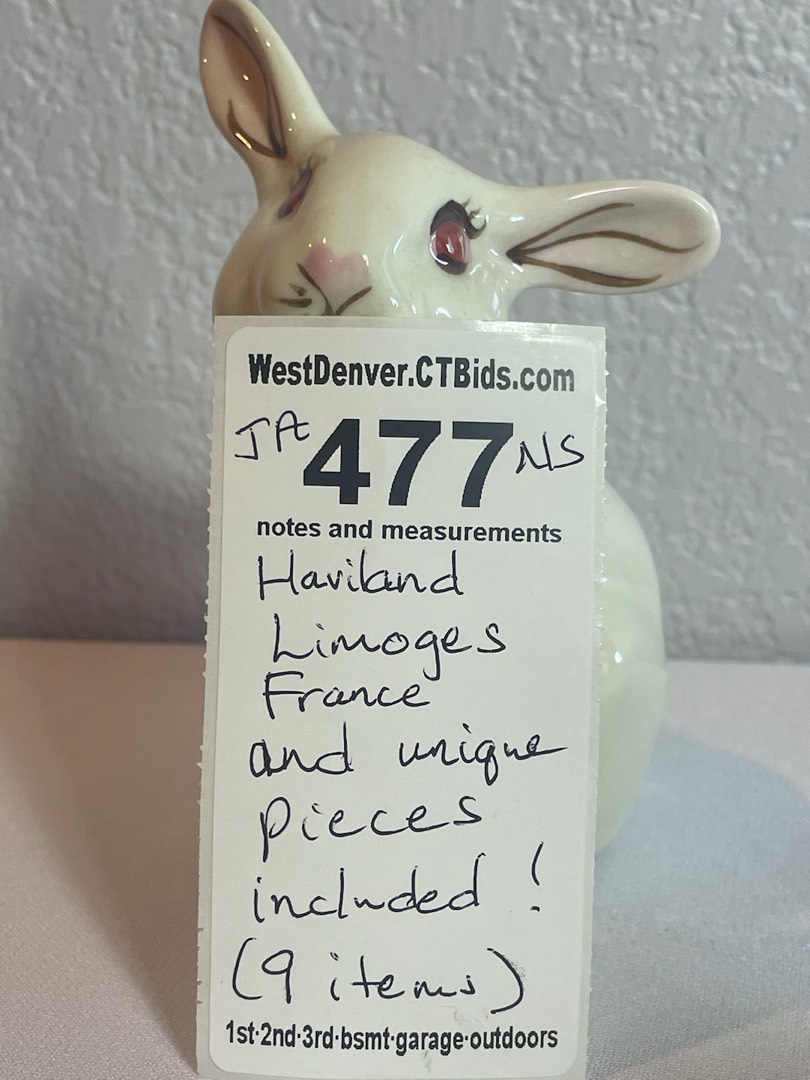 WestDenver.CTBids.com
JA 477 NS
notes and measurements
Haviland
Limoges
France
and unique
pieces
included !
(9 items)
1st·2nd·3rd·bsmt·garage·outdoors